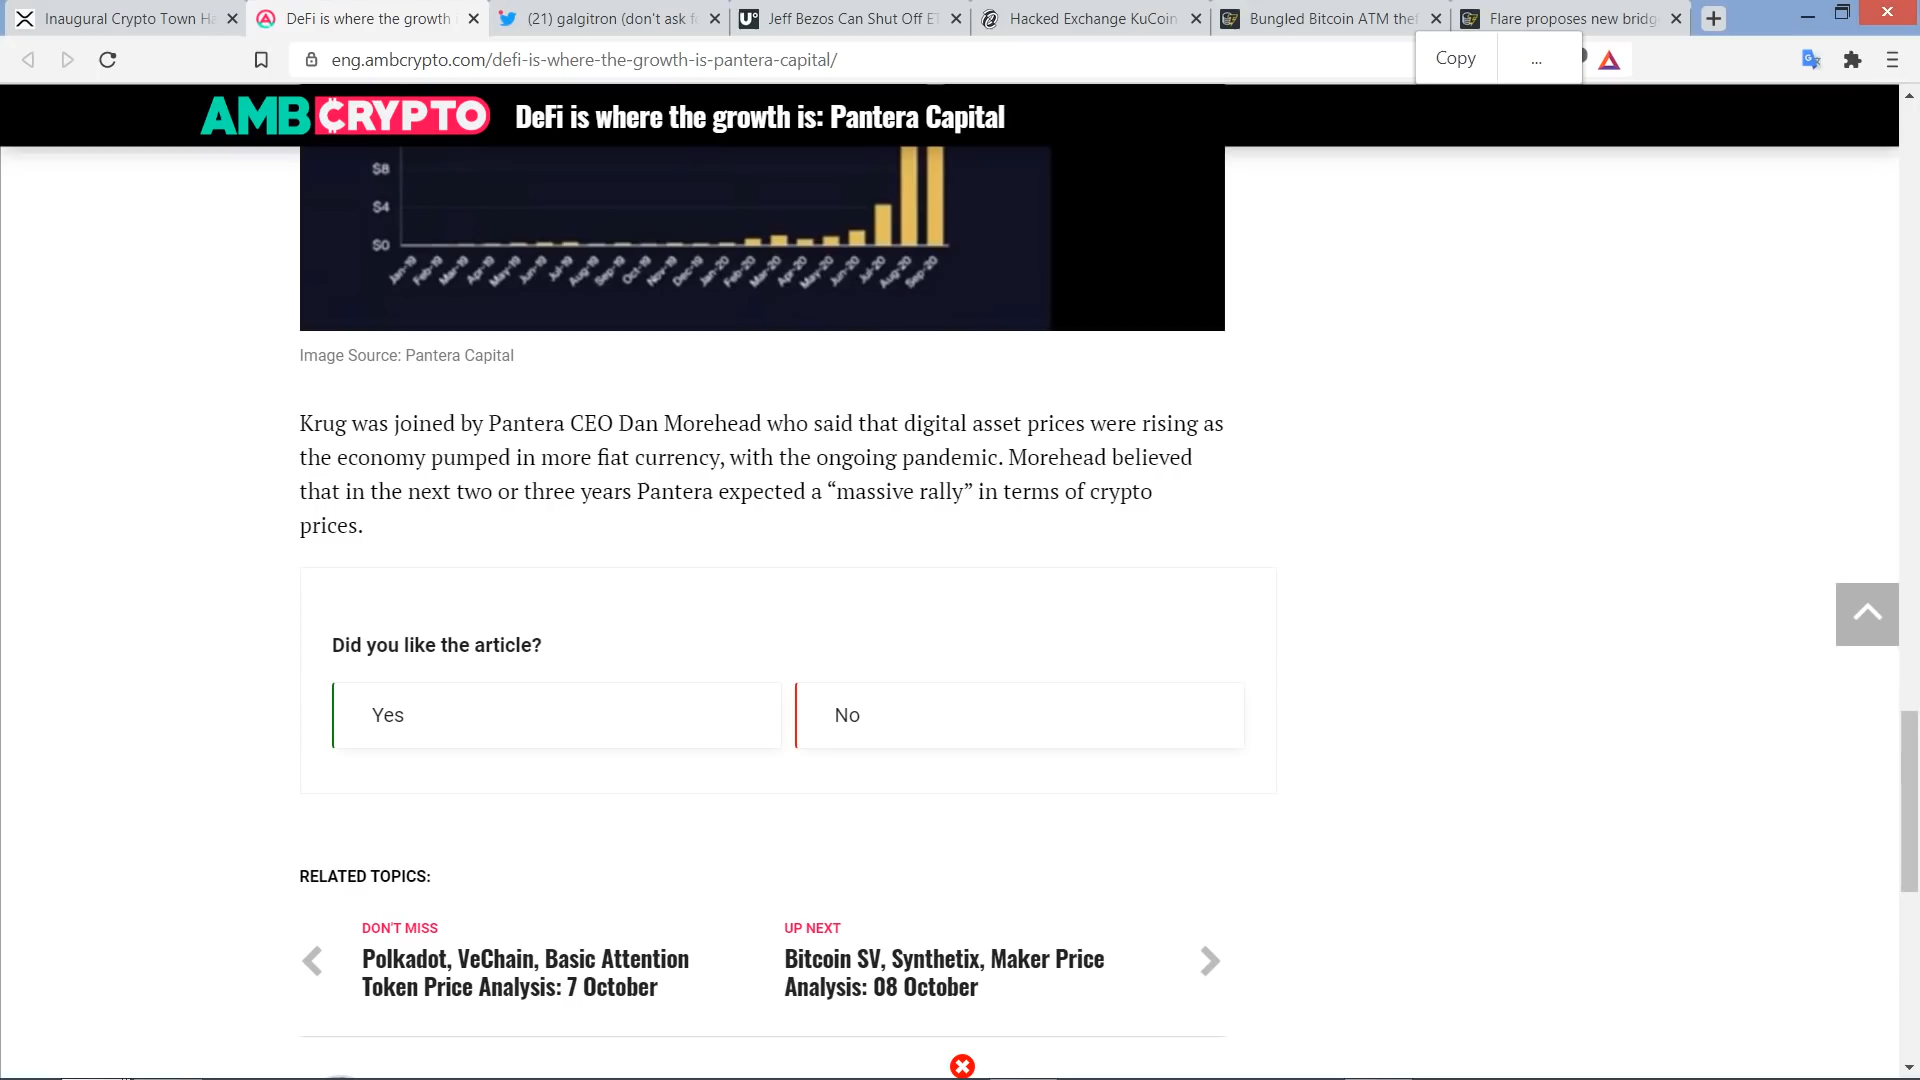 Inaugural Crypto Town Ha
DeFi is where the growth i
(21) galgitron (don't ask fo
Jeff Bezos Can Shut Off ET
Hacked Exchange KuCoin
Bungled Bitcoin ATM thef
Flare proposes new bridg
eng.ambcrypto.com/defi-is-where-the-growth-is-pantera-capital/
Copy
...
AMBCRYPTO
DeFi is where the growth is: Pantera Capital
$8
$4
$0
Jan-19 Feb-19 Mar-19 Apr-19 May-19 Jun-19 Jul-19 Aug-19 Sep-19 Oct-19 Nov-19 Dec-19 Jan-20 Feb-20 Mar-20 Apr-20 May-20 Jun-20 Jul-20 Aug-20 Sep-20
Image Source: Pantera Capital
Krug was joined by Pantera CEO Dan Morehead who said that digital asset prices were rising as
the economy pumped in more fiat currency, with the ongoing pandemic. Morehead believed
that in the next two or three years Pantera expected a “massive rally” in terms of crypto
prices.
Did you like the article?
Yes
No
RELATED TOPICS:
DON'T MISS
Polkadot, VeChain, Basic Attention
Token Price Analysis: 7 October
UP NEXT
Bitcoin SV, Synthetix, Maker Price
Analysis: 08 October